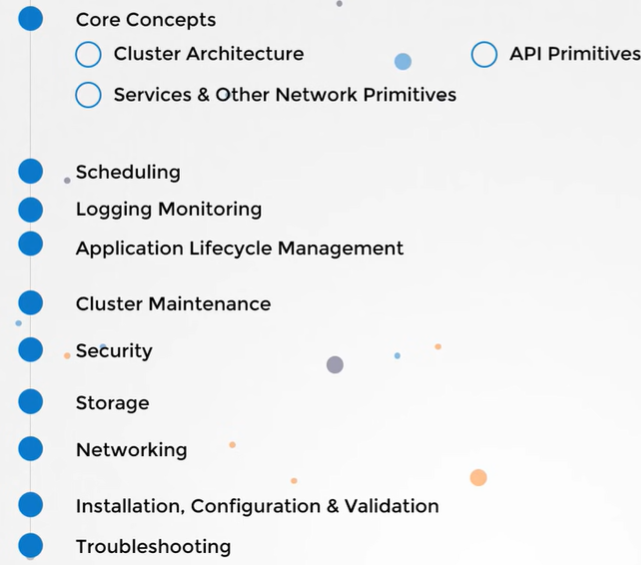 Core Concepts
Cluster Architecture API Primitives
Services & Other Network Primitives
Scheduling
Logging Monitoring
Application Lifecycle Management
Cluster Maintenance
Security
Storage
Networking
Installation, Configuration & Validation
Troubleshooting